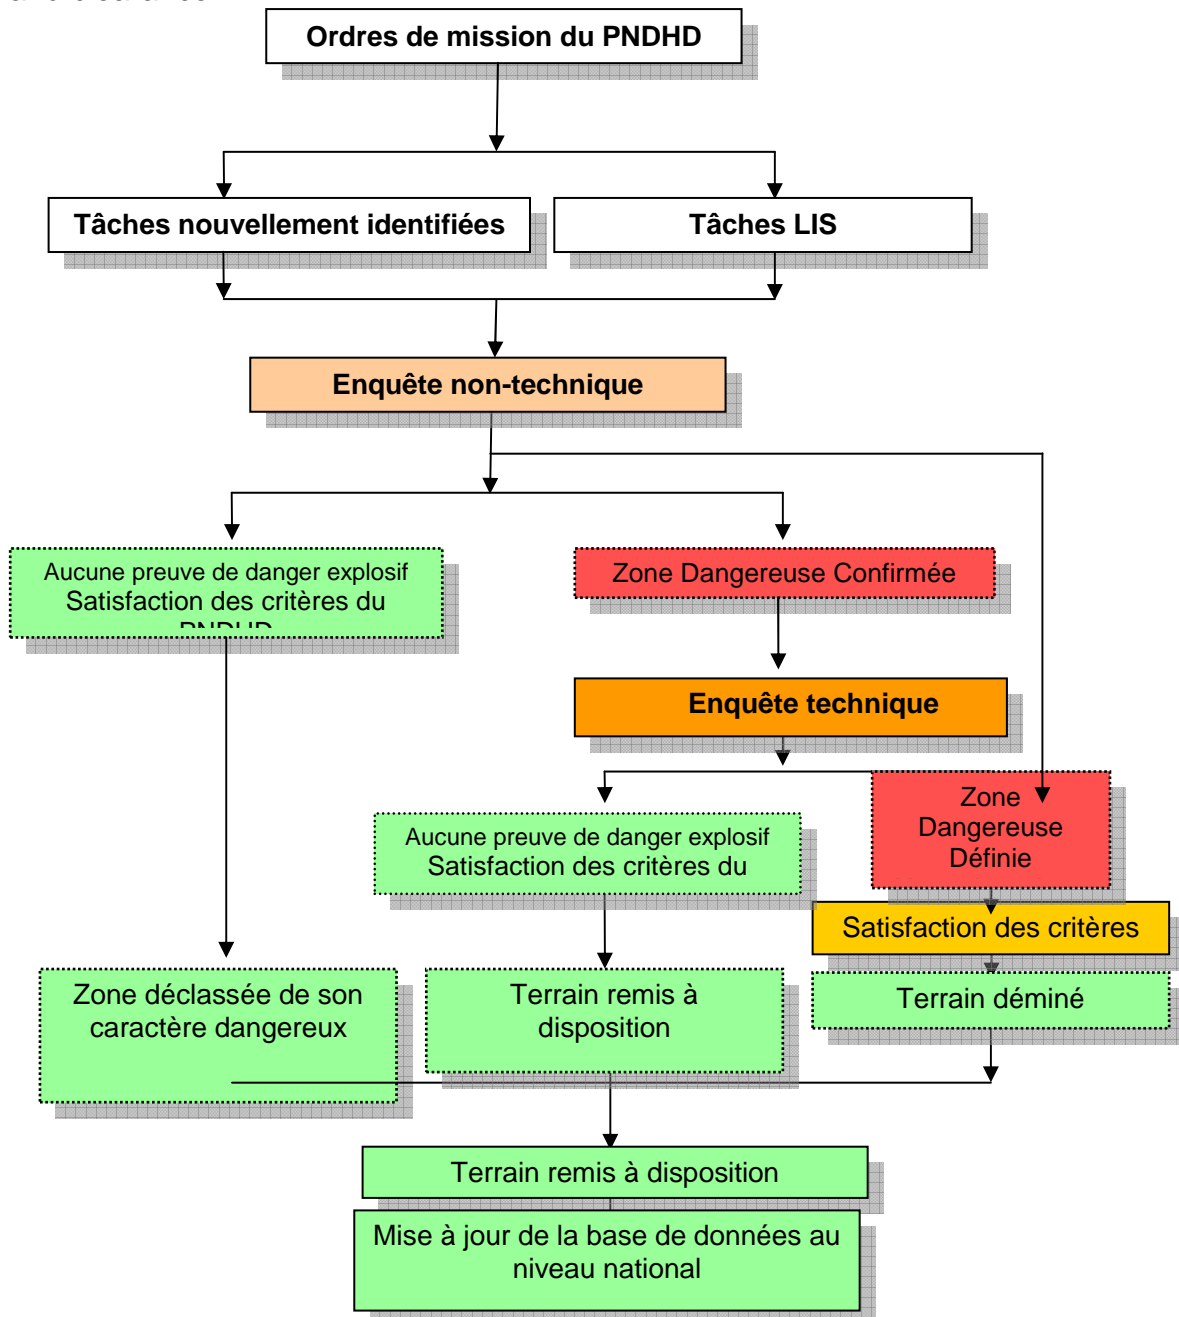 Ordres de mission du PNDHD
Tâches nouvellement identifiées
Tâches LIS
Enquête non-technique
Aucune preuve de danger explosif
Satisfaction des critères du
PNDHD
Zone Dangereuse Confirmée
Enquête technique
Aucune preuve de danger explosif
Satisfaction des critères du
Zone
Dangereuse
Définie
Satisfaction des critères
Zone déclassée de son
caractère dangereux
Terrain remis à
disposition
Terrain déminé
Terrain remis à disposition
Mise à jour de la base de données au
niveau national